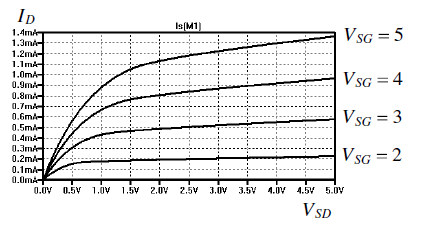 I_D
Is(M1)
1.4mA
1.3mA
1.2mA
1.1mA
1.0mA
0.9mA
0.8mA
0.7mA
0.6mA
0.5mA
0.4mA
0.3mA
0.2mA
0.1mA
0.0mA
0.0V 0.5V 1.0V 1.5V 2.0V 2.5V 3.0V 3.5V 4.0V 4.5V 5.0V
V_SG = 5
V_SG = 4
V_SG = 3
V_SG = 2
V_SD